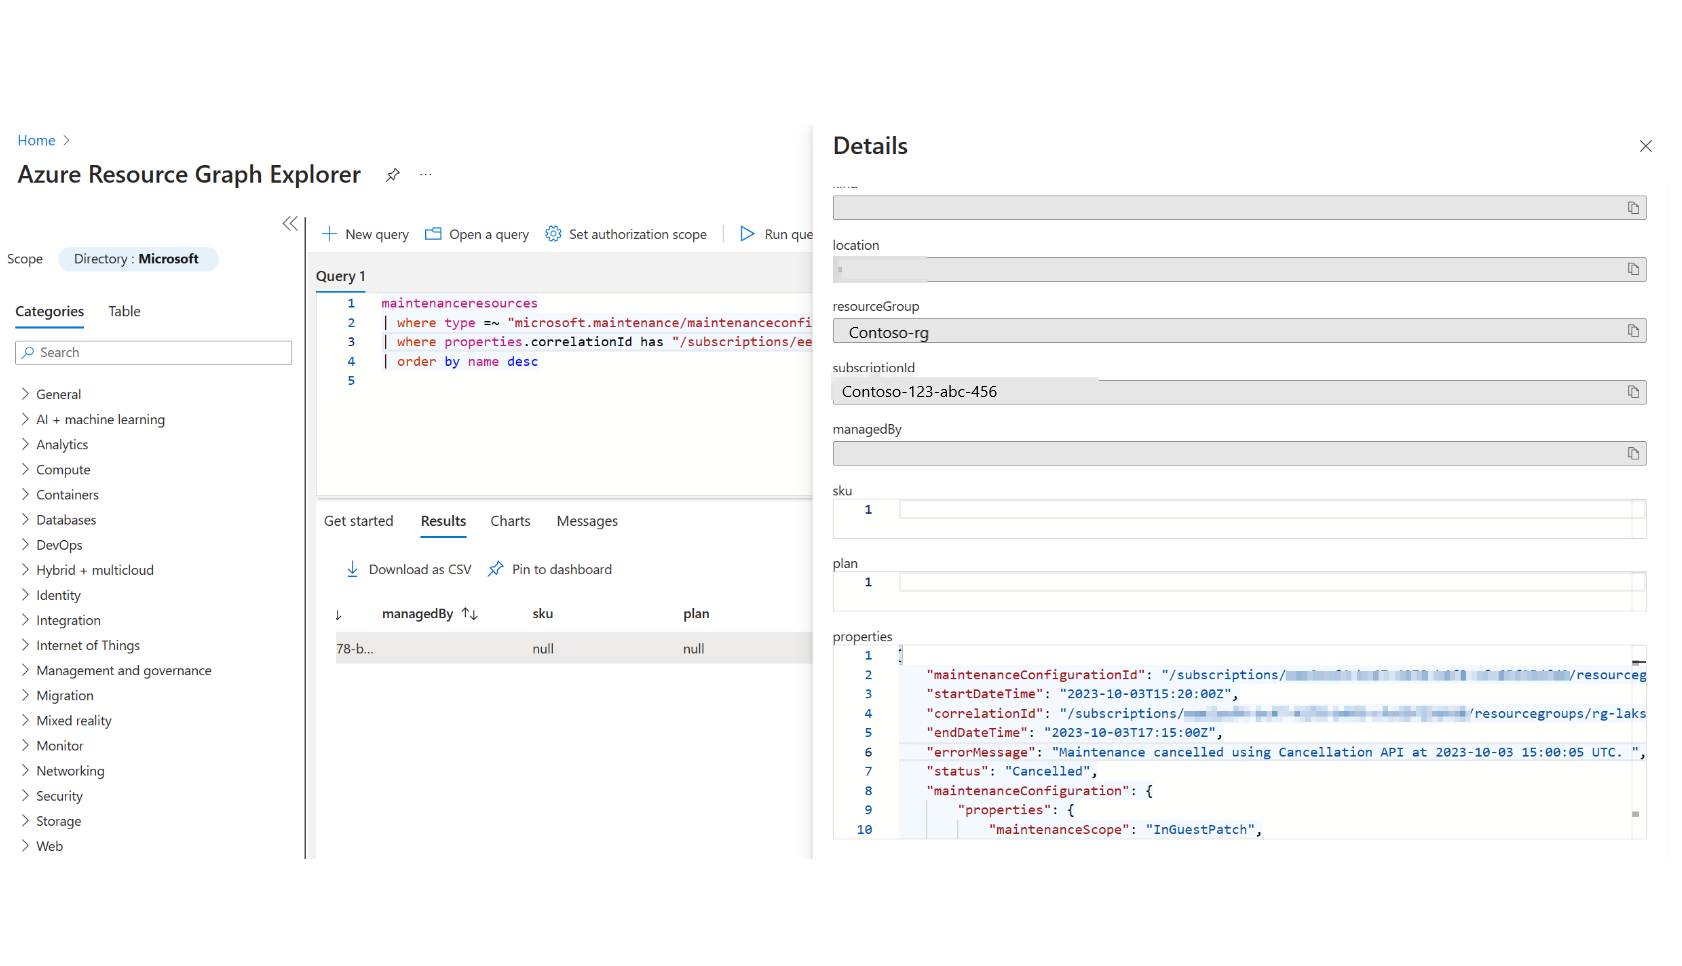 Home
Azure Resource Graph Explorer
Scope
Directory : Microsoft
Categories
Table
Search
General
AI + machine learning
Analytics
Compute
Containers
Databases
DevOps
Hybrid + multicloud
Identity
Integration
Internet of Things
Management and governance
Migration
Mixed reality
Monitor
Networking
Security
Storage
Web
New query
Open a query
Set authorization scope
Run que
Query 1
1 maintenanceresources
2 | where type =~ "microsoft.maintenance/maintenanceconfi
3 | where properties.correlationId has "/subscriptions/ee
4 | order by name desc
5
Get started
Results
Charts
Messages
Download as CSV
Pin to dashboard
managedBy
sku
plan
78-b...
null
null
Details
location
resourceGroup
Contoso-rg
subscriptionId
Contoso-123-abc-456
managedBy
sku
1
plan
1
properties
1 {
2 "maintenanceConfigurationId": "/subscriptions/ /resourceg
3 "startDateTime": "2023-10-03T15:20:00Z",
4 "correlationId": "/subscriptions/ /resourcegroups/rg-laks
5 "endDateTime": "2023-10-03T17:15:00Z",
6 "errorMessage": "Maintenance cancelled using Cancellation API at 2023-10-03 15:00:05 UTC. ",
7 "status": "Cancelled",
8 "maintenanceConfiguration": {
9 "properties": {
10 "maintenanceScope": "InGuestPatch",